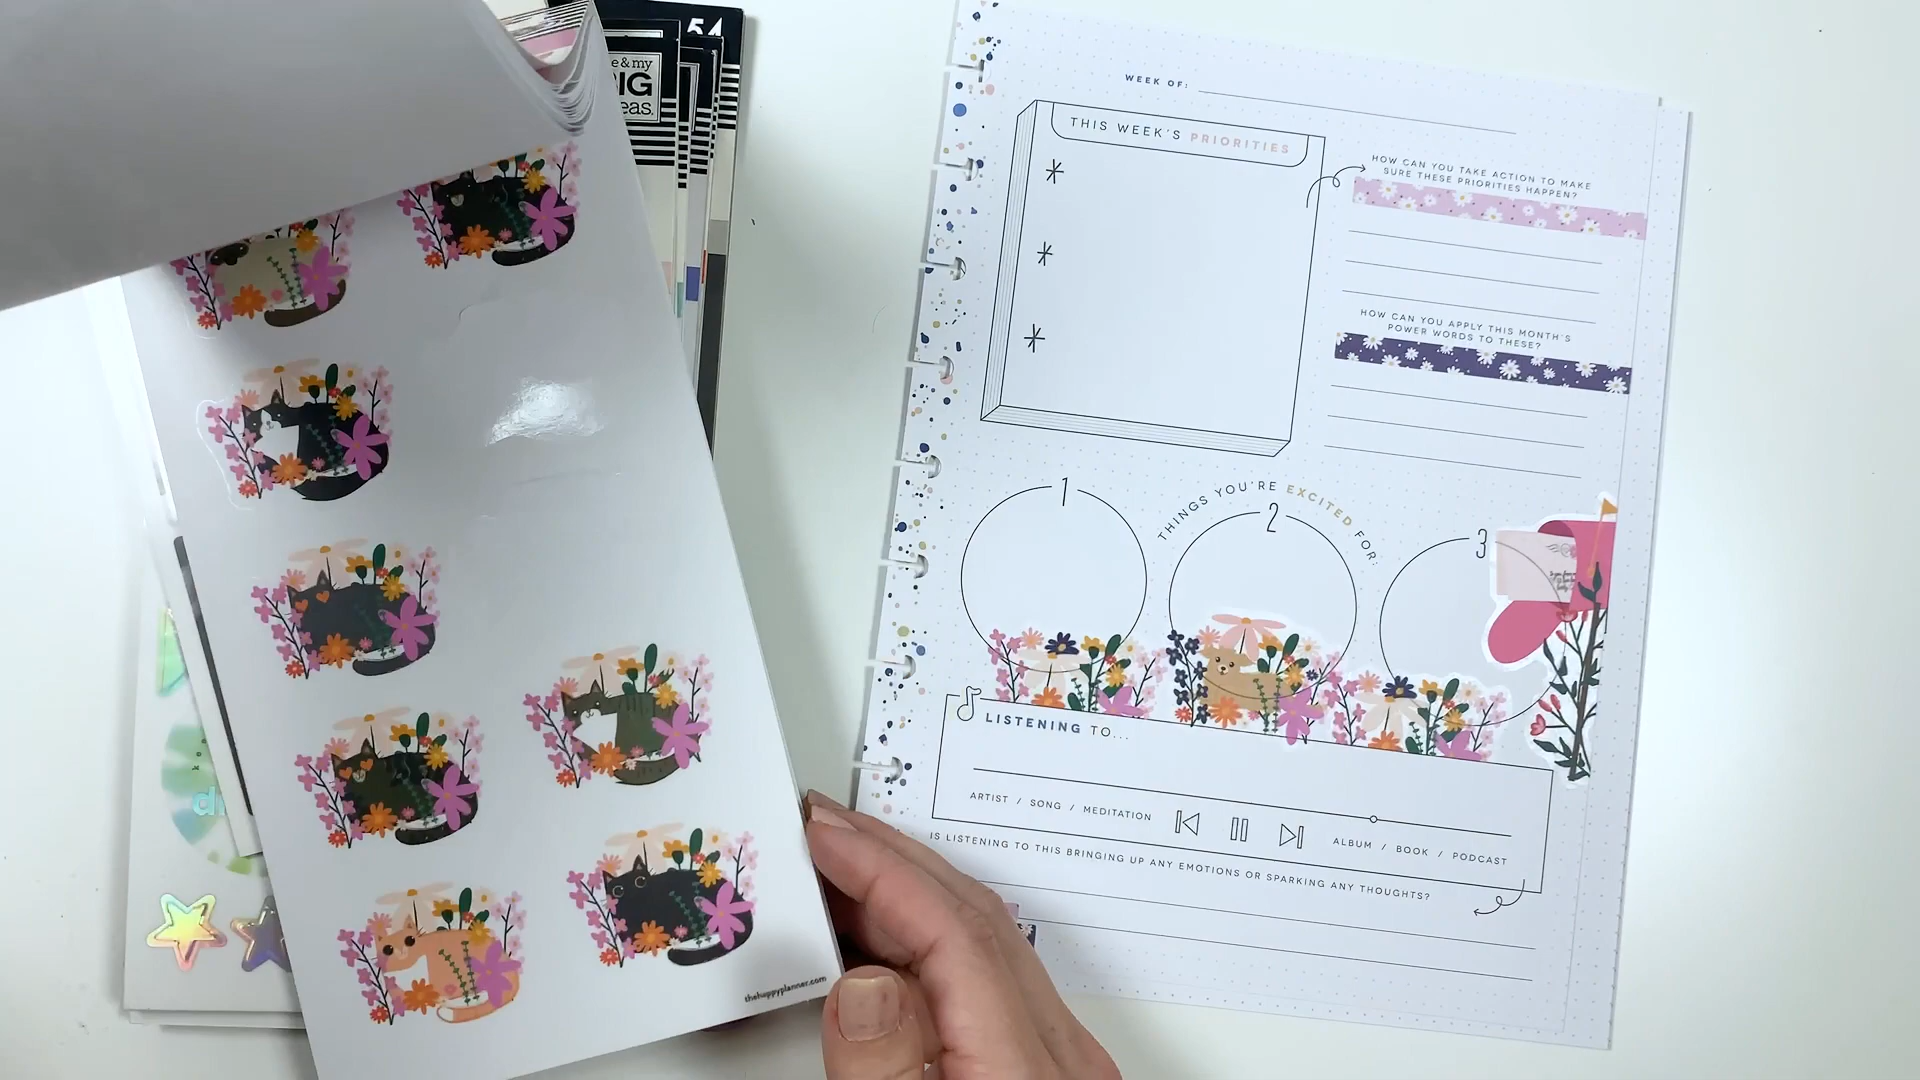 54
e & my
BIG
eas.
WEEK OF:
THIS WEEK'S PRIORITIES
HOW CAN YOU TAKE ACTION TO MAKE
SURE THESE PRIORITIES HAPPEN?
HOW CAN YOU APPLY THIS MONTH'S
POWER WORDS TO THESE?
THINGS YOU'RE EXCITED FOR:
1
2
3
LISTENING TO...
ARTIST / SONG / MEDITATION
ALBUM / BOOK / PODCAST
IS LISTENING TO THIS BRINGING UP ANY EMOTIONS OR SPARKING ANY THOUGHTS?
thehappyplanner.com